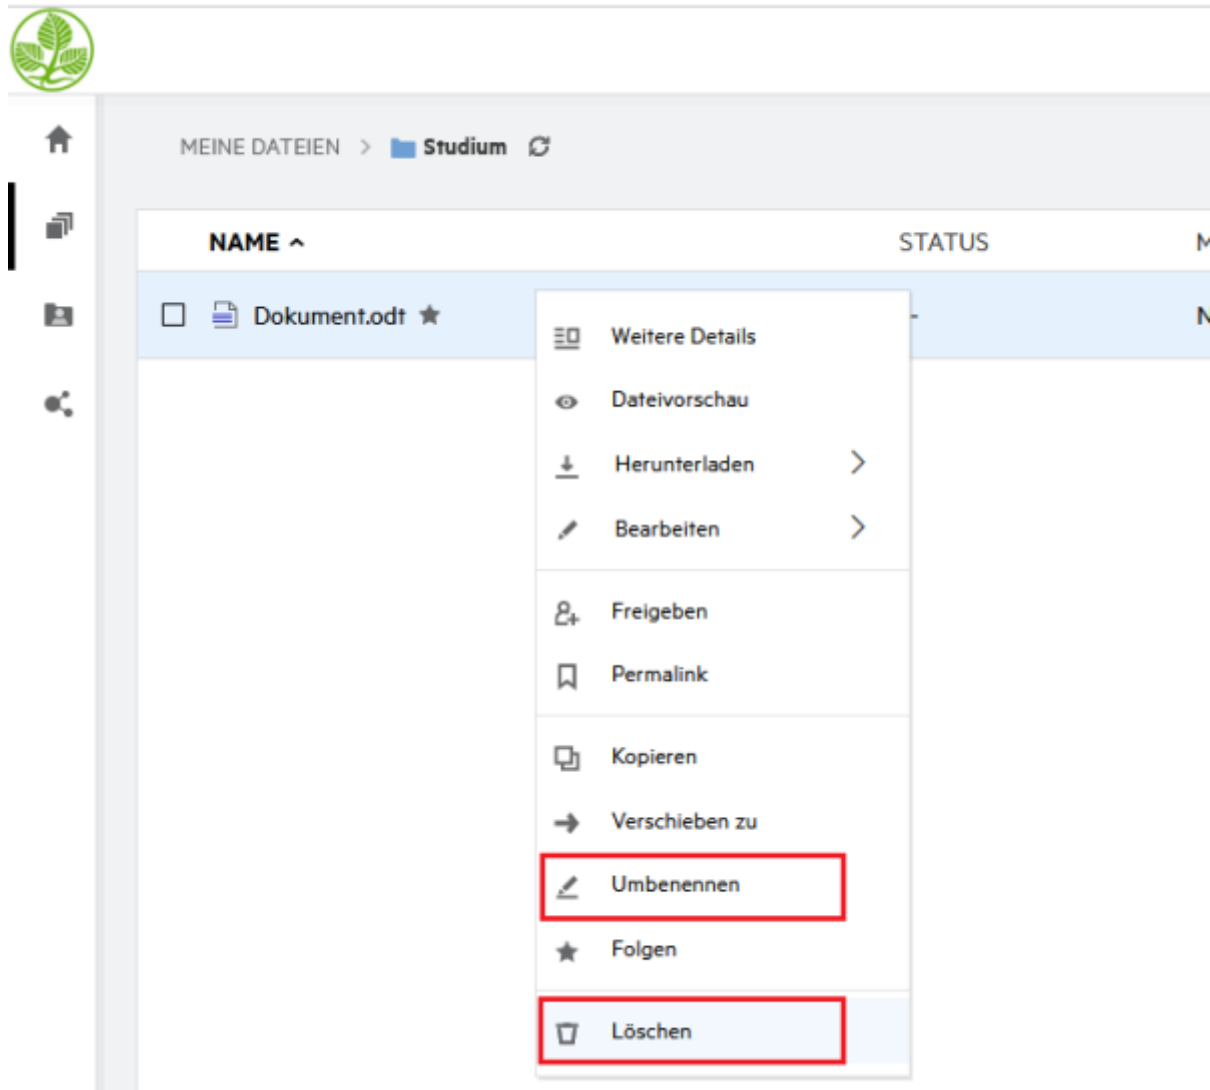 MEINE DATEIEN > Studium
NAME STATUS M
Dokument.odt -
Weitere Details
Dateivorschau
Herunterladen
Bearbeiten
Freigeben
Permalink
Kopieren
Verschieben zu
Umbenennen
Folgen
Löschen